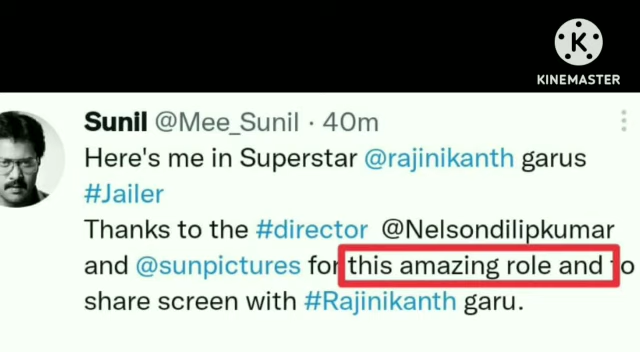 K
KINEMASTER
Sunil @Mee_Sunil · 40m
Here's me in Superstar @rajinikanth garus
#Jailer
Thanks to the #director @Nelsondilipkumar
and @sunpictures for this amazing role and to
share screen with #Rajinikanth garu.